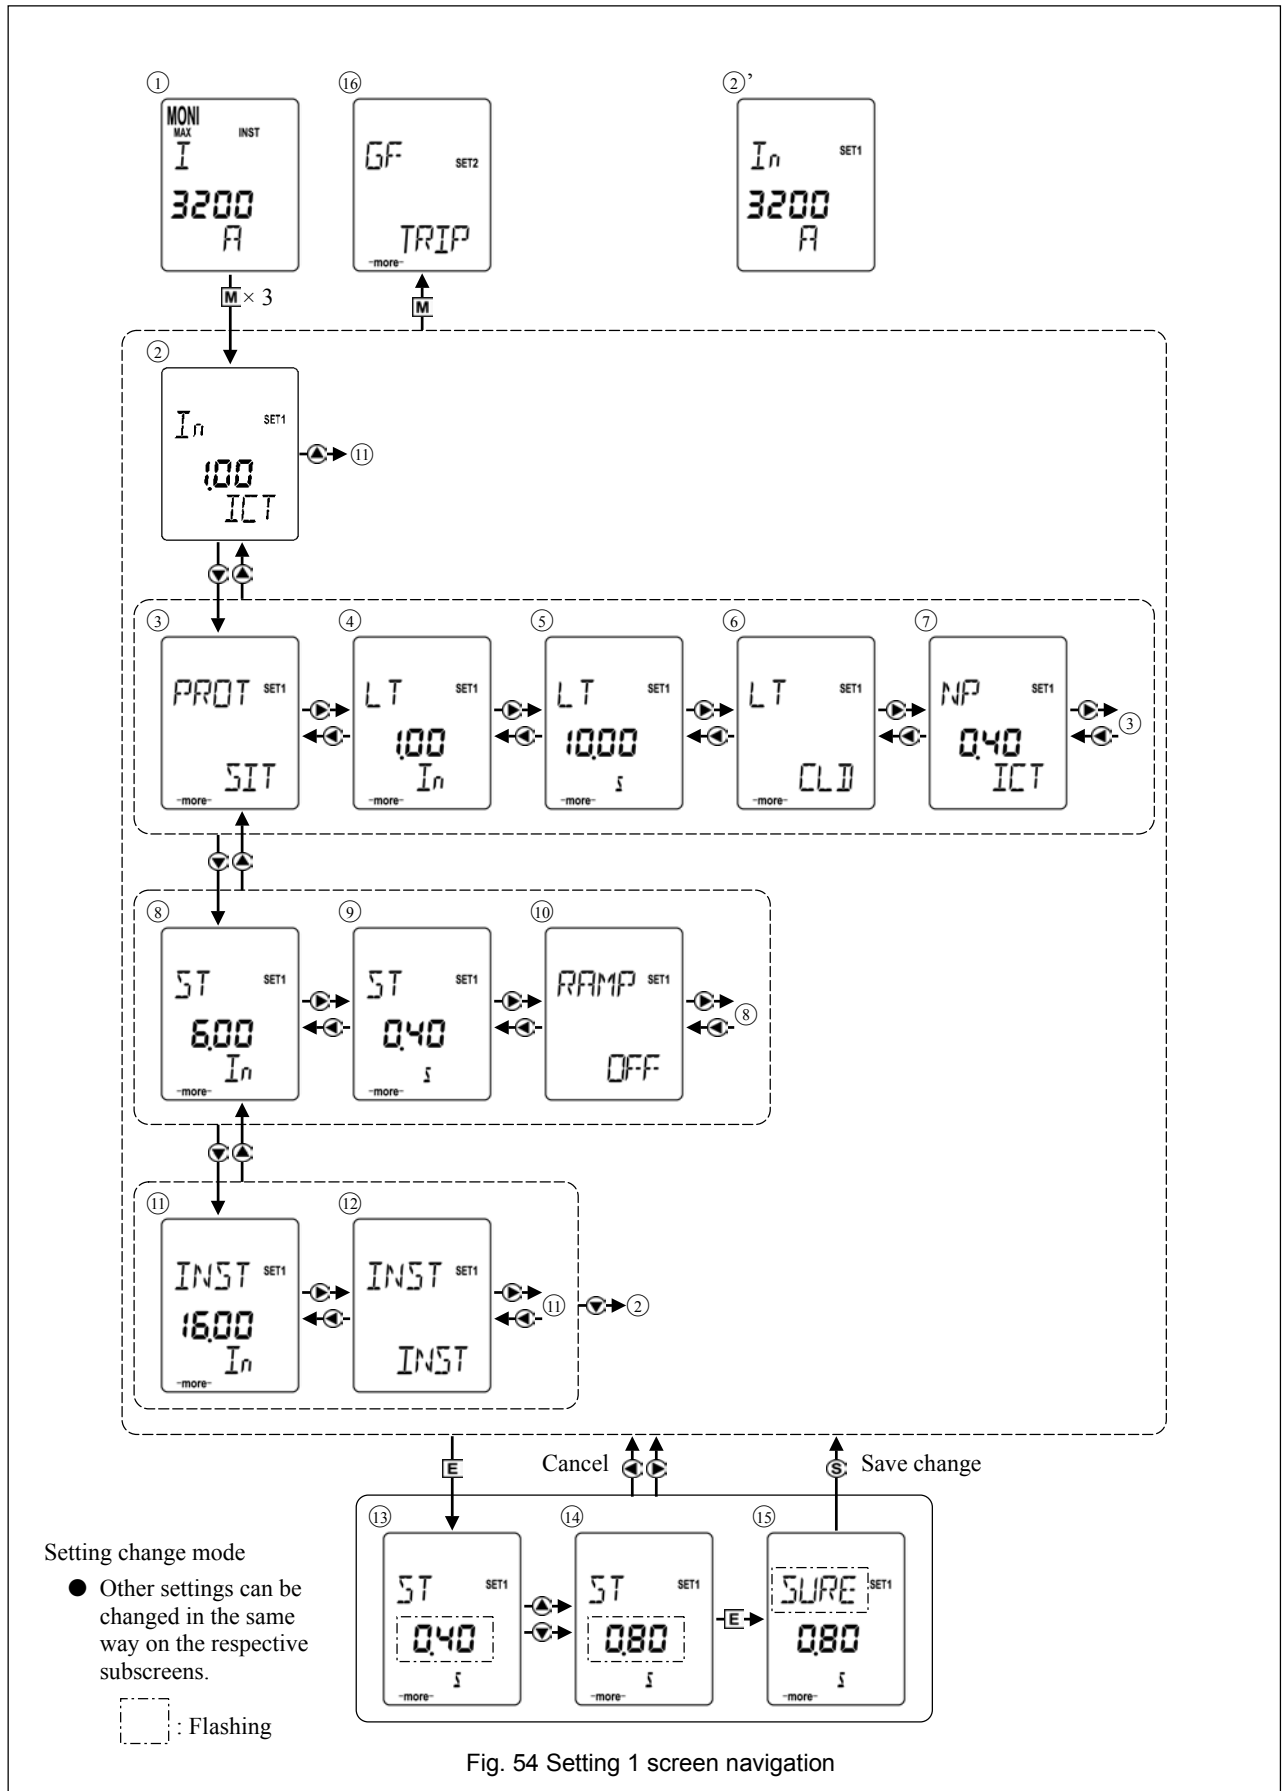 ① ⑯ ②’
MONI
MAX INST
I
3200
A
GF SET2
TRIP
-more-
In SET1
3200
A
M × 3
M
②
In SET1
1.00
ICT
▲ ⑪
▼ ▲
③ ④ ⑤ ⑥ ⑦
PROT SET1
SIT
-more-
LT SET1
1.00
In
-more-
LT SET1
10.00
s
-more-
LT SET1
CLD
-more-
NP SET1
0.40
ICT
③
⑧ ⑨ ⑩
ST SET1
6.00
In
-more-
ST SET1
0.40
s
-more-
RAMP SET1
OFF
⑧
⑪ ⑫
INST SET1
16.00
In
-more-
INST SET1
INST
⑪ ②
E
Cancel
S Save change
⑬ ⑭ ⑮
ST SET1
0.40
s
-more-
ST SET1
0.80
s
-more-
E
SURE SET1
0.80
s
-more-
Setting change mode
● Other settings can be
changed in the same
way on the respective
subscreens.
: Flashing
Fig. 54 Setting 1 screen navigation